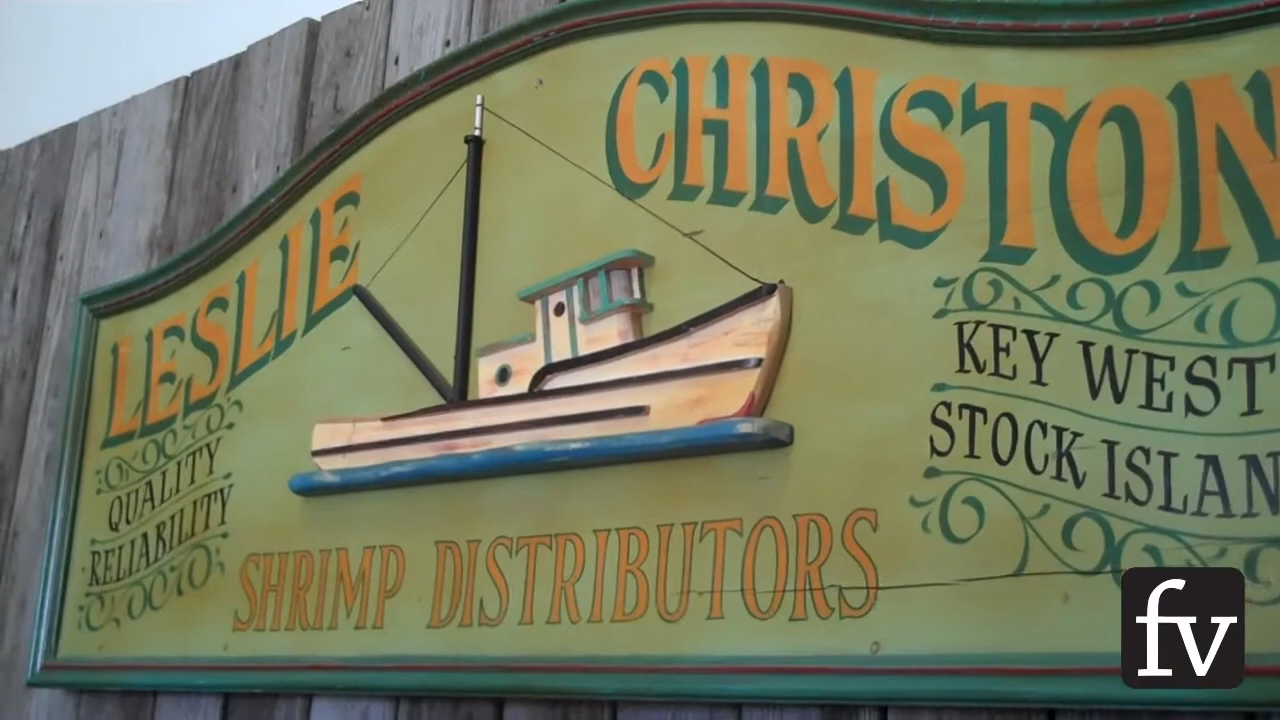 LESLIE CHRISTON
QUALITY
RELIABILITY
KEY WEST
STOCK ISLAN
SHRIMP DISTRIBUTORS
fv